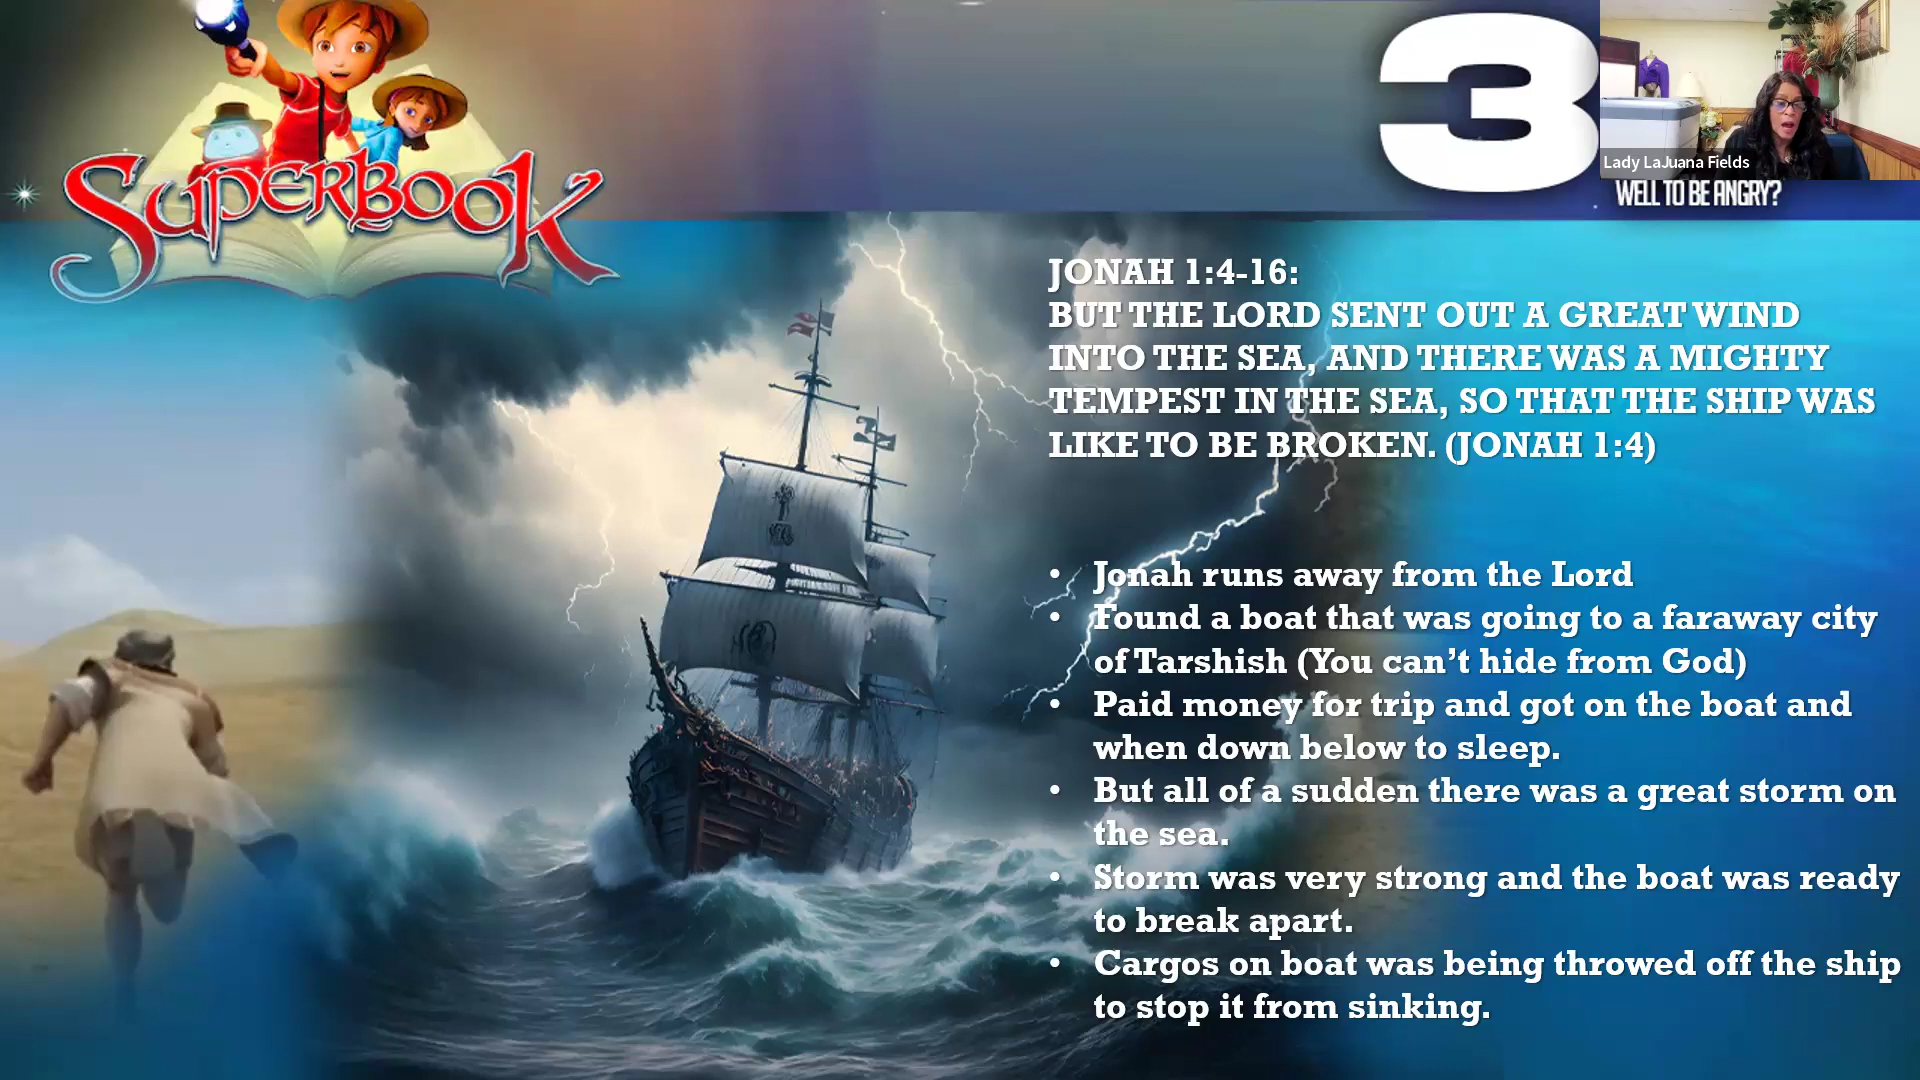 SUPERBOOK
3
Lady LaJuana Fields
WELL TO BE ANGRY?
JONAH 1:4-16:
BUT THE LORD SENT OUT A GREAT WIND
INTO THE SEA, AND THERE WAS A MIGHTY
TEMPEST IN THE SEA, SO THAT THE SHIP WAS
LIKE TO BE BROKEN. (JONAH 1:4)
• Jonah runs away from the Lord
• Found a boat that was going to a faraway city
of Tarshish (You can’t hide from God)
• Paid money for trip and got on the boat and
when down below to sleep.
• But all of a sudden there was a great storm on
the sea.
• Storm was very strong and the boat was ready
to break apart.
• Cargos on boat was being throwed off the ship
to stop it from sinking.